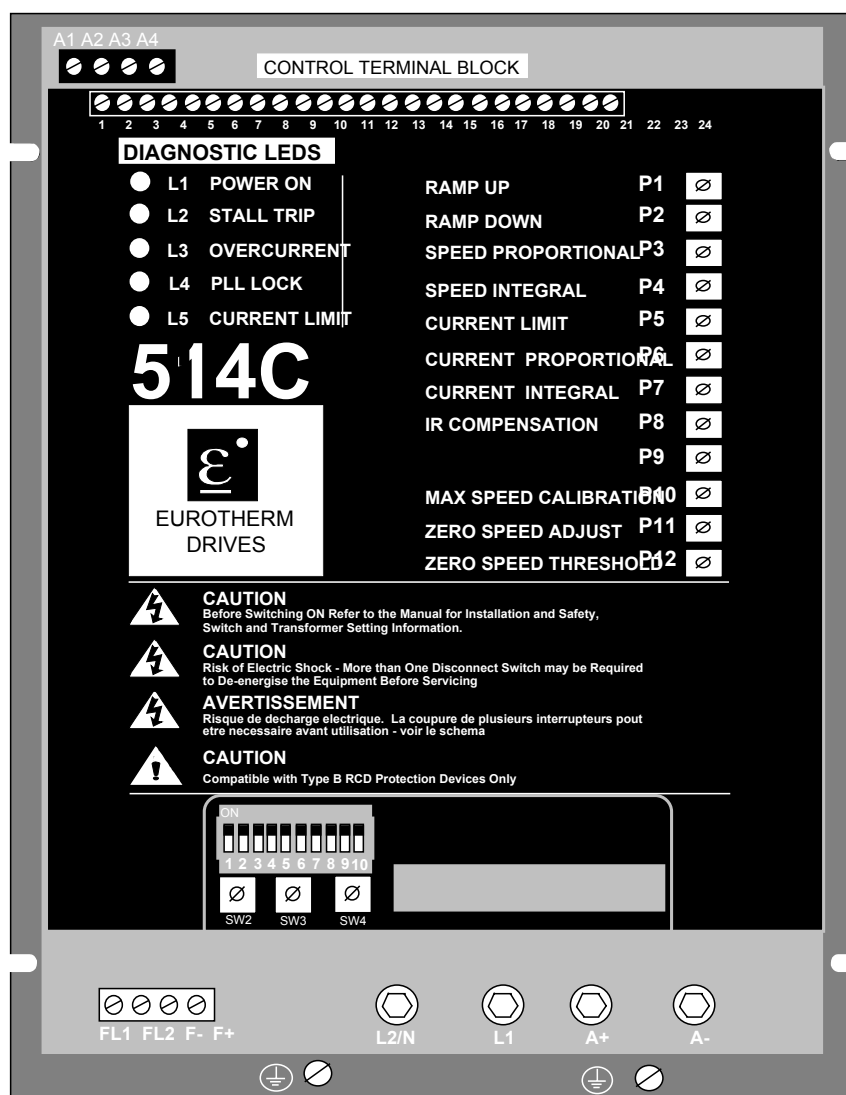 A1 A2 A3 A4
CONTROL TERMINAL BLOCK
1 2 3 4 5 6 7 8 9 10 11 12 13 14 15 16 17 18 19 20 21 22 23 24
DIAGNOSTIC LEDS
L1 POWER ON
L2 STALL TRIP
L3 OVERCURRENT
L4 PLL LOCK
L5 CURRENT LIMIT
514C
ε
EUROTHERM
DRIVES
RAMP UP P1
RAMP DOWN P2
SPEED PROPORTIONAL P3
SPEED INTEGRAL P4
CURRENT LIMIT P5
CURRENT PROPORTIONAL P6
CURRENT INTEGRAL P7
IR COMPENSATION P8
P9
MAX SPEED CALIBRATION P10
ZERO SPEED ADJUST P11
ZERO SPEED THRESHOLD P12
CAUTION
Before Switching ON Refer to the Manual for Installation and Safety,
Switch and Transformer Setting Information.
CAUTION
Risk of Electric Shock - More than One Disconnect Switch may be Required
to De-energise the Equipment Before Servicing
AVERTISSEMENT
Risque de decharge electrique. La coupure de plusieurs interrupteurs pout
etre necessaire avant utilisation - voir le schema
!
CAUTION
Compatible with Type B RCD Protection Devices Only
ON
1 2 3 4 5 6 7 8 9 10
SW2 SW3 SW4
FL1 FL2 F- F+ L2/N L1 A+ A-